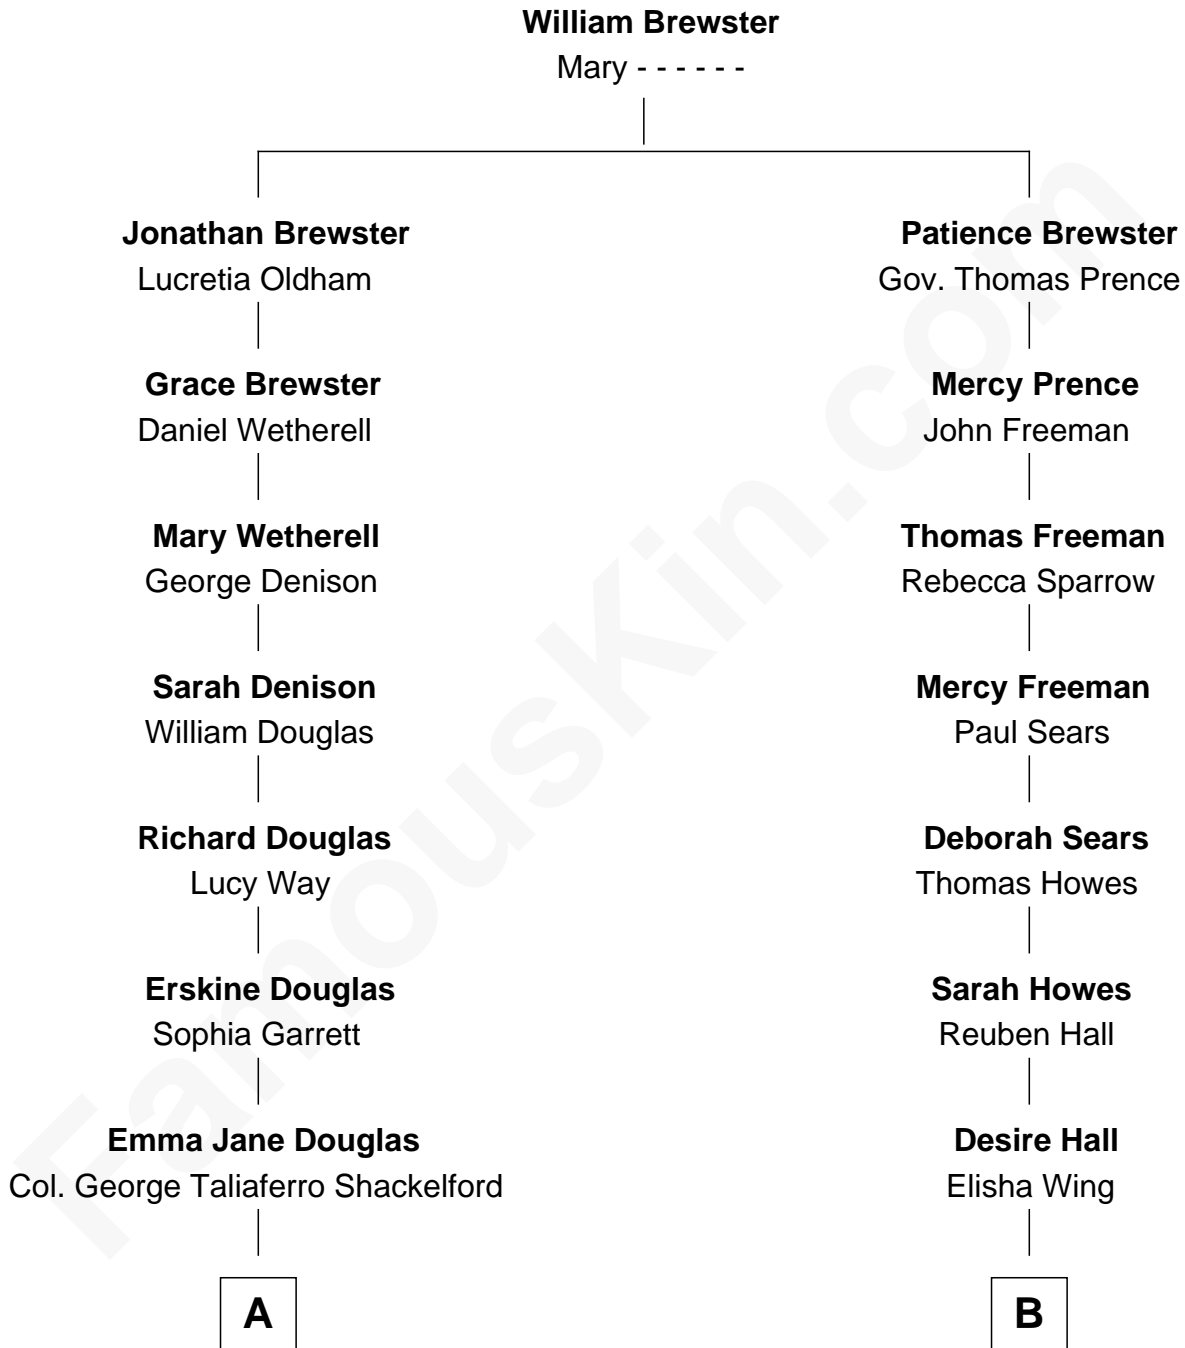 William Brewster
Mary - - - - - -
Jonathan Brewster
Lucretia Oldham
Patience Brewster
Gov. Thomas Prence
Grace Brewster
Daniel Wetherell
Mercy Prence
John Freeman
Mary Wetherell
George Denison
Thomas Freeman
Rebecca Sparrow
Sarah Denison
William Douglas
Mercy Freeman
Paul Sears
Richard Douglas
Lucy Way
Deborah Sears
Thomas Howes
Erskine Douglas
Sophia Garrett
Sarah Howes
Reuben Hall
Emma Jane Douglas
Col. George Taliaferro Shackelford
Desire Hall
Elisha Wing
A
B
FamousKin.com